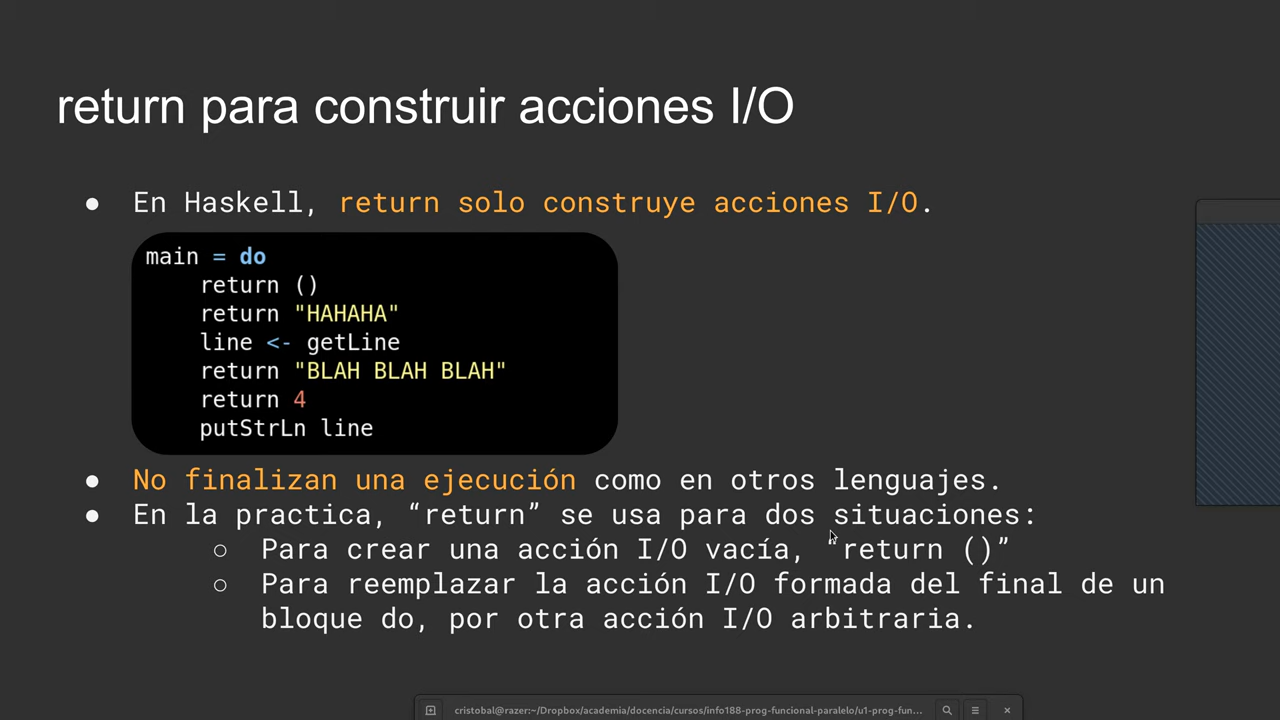 return para construir acciones I/O
● En Haskell, return solo construye acciones I/O.
main = do
    return ()
    return "HAHAHA"
    line <- getLine
    return "BLAH BLAH BLAH"
    return 4
    putStrLn line
● No finalizan una ejecución como en otros lenguajes.
● En la practica, “return” se usa para dos situaciones:
○ Para crear una acción I/O vacía, “return ()”
○ Para reemplazar la acción I/O formada del final de un
bloque do, por otra acción I/O arbitraria.
cristobal@razer:~/Dropbox/academia/docencia/cursos/info188-prog-funcional-paralelo/u1-prog-fun...